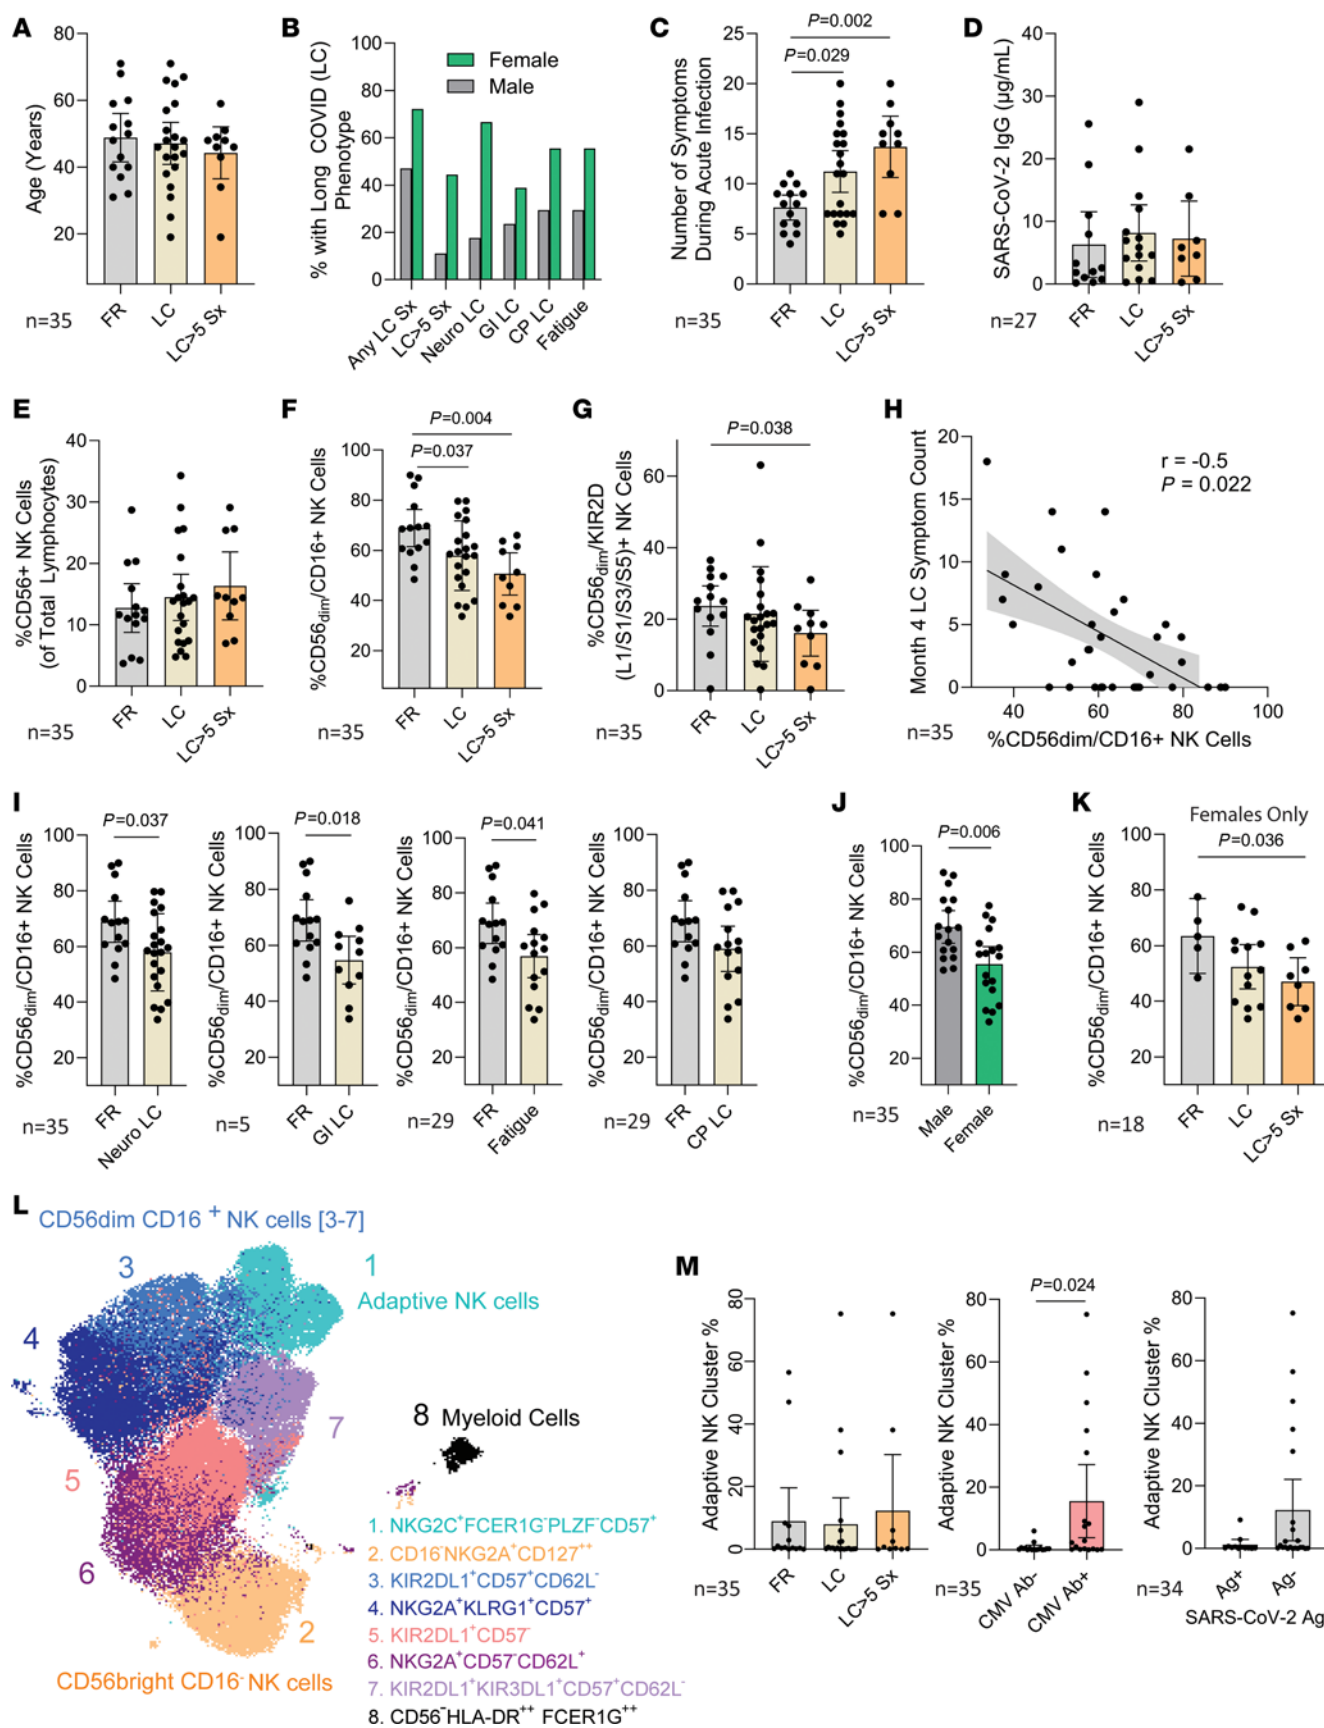 A
Age (Years)
80
60
40
20
n=35
FR
LC
LC>5 Sx
B
% with Long COVID (LC)
Phenotype
100
80
60
40
20
0
Female
Male
Any LC Sx
LC>5 Sx
Neuro LC
GI LC
CP LC
Fatigue
C
Number of Symptoms
During Acute Infection
P=0.002
P=0.029
25
20
15
10
5
0
n=35
FR
LC
LC>5 Sx
D
SARS-CoV-2 IgG (µg/mL)
40
30
20
10
0
n=27
FR
LC
LC>5 Sx
E
%CD56+ NK Cells
(of Total Lymphocytes)
40
30
20
10
0
n=35
FR
LC
LC>5 Sx
F
%CD56dim/CD16+ NK Cells
P=0.004
P=0.037
100
80
60
40
20
n=35
FR
LC
LC>5 Sx
G
%CD56dim/KIR2D
(L1/S1/S3/S5)+ NK Cells
P=0.038
60
40
20
0
n=35
FR
LC
LC>5 Sx
H
Month 4 LC Symptom Count
20
15
10
5
0
r = -0.5
P = 0.022
40
60
80
100
n=35
%CD56dim/CD16+ NK Cells
I
%CD56dim/CD16+ NK Cells
P=0.037
100
80
60
40
20
n=35
FR
Neuro LC
%CD56dim/CD16+ NK Cells
P=0.018
100
80
60
40
20
n=5
FR
GI LC
%CD56dim/CD16+ NK Cells
P=0.041
100
80
60
40
20
n=29
FR
Fatigue
%CD56dim/CD16+ NK Cells
100
80
60
40
20
n=29
FR
CP LC
J
%CD56dim/CD16+ NK Cells
P=0.006
100
80
60
40
20
n=35
Male
Female
K
%CD56dim/CD16+ NK Cells
Females Only
P=0.036
100
80
60
40
20
n=18
FR
LC
LC>5 Sx
L
CD56dim CD16 + NK cells [3-7]
3
1
Adaptive NK cells
4
7
8 Myeloid Cells
5
6
2
CD56bright CD16- NK cells
1. NKG2C+FCER1G-PLZF-CD57+
2. CD16-NKG2A+CD127++
3. KIR2DL1+CD57+CD62L-
4. NKG2A+KLRG1+CD57+
5. KIR2DL1+CD57-
6. NKG2A+CD57-CD62L+
7. KIR2DL1+KIR3DL1+CD57+CD62L-
8. CD56-HLA-DR++ FCER1G++
M
Adaptive NK Cluster %
80
60
40
20
0
n=35
FR
LC
LC>5 Sx
Adaptive NK Cluster %
P=0.024
80
60
40
20
0
n=35
CMV Ab-
CMV Ab+
Adaptive NK Cluster %
80
60
40
20
0
n=34
Ag+
Ag-
SARS-CoV-2 Ag